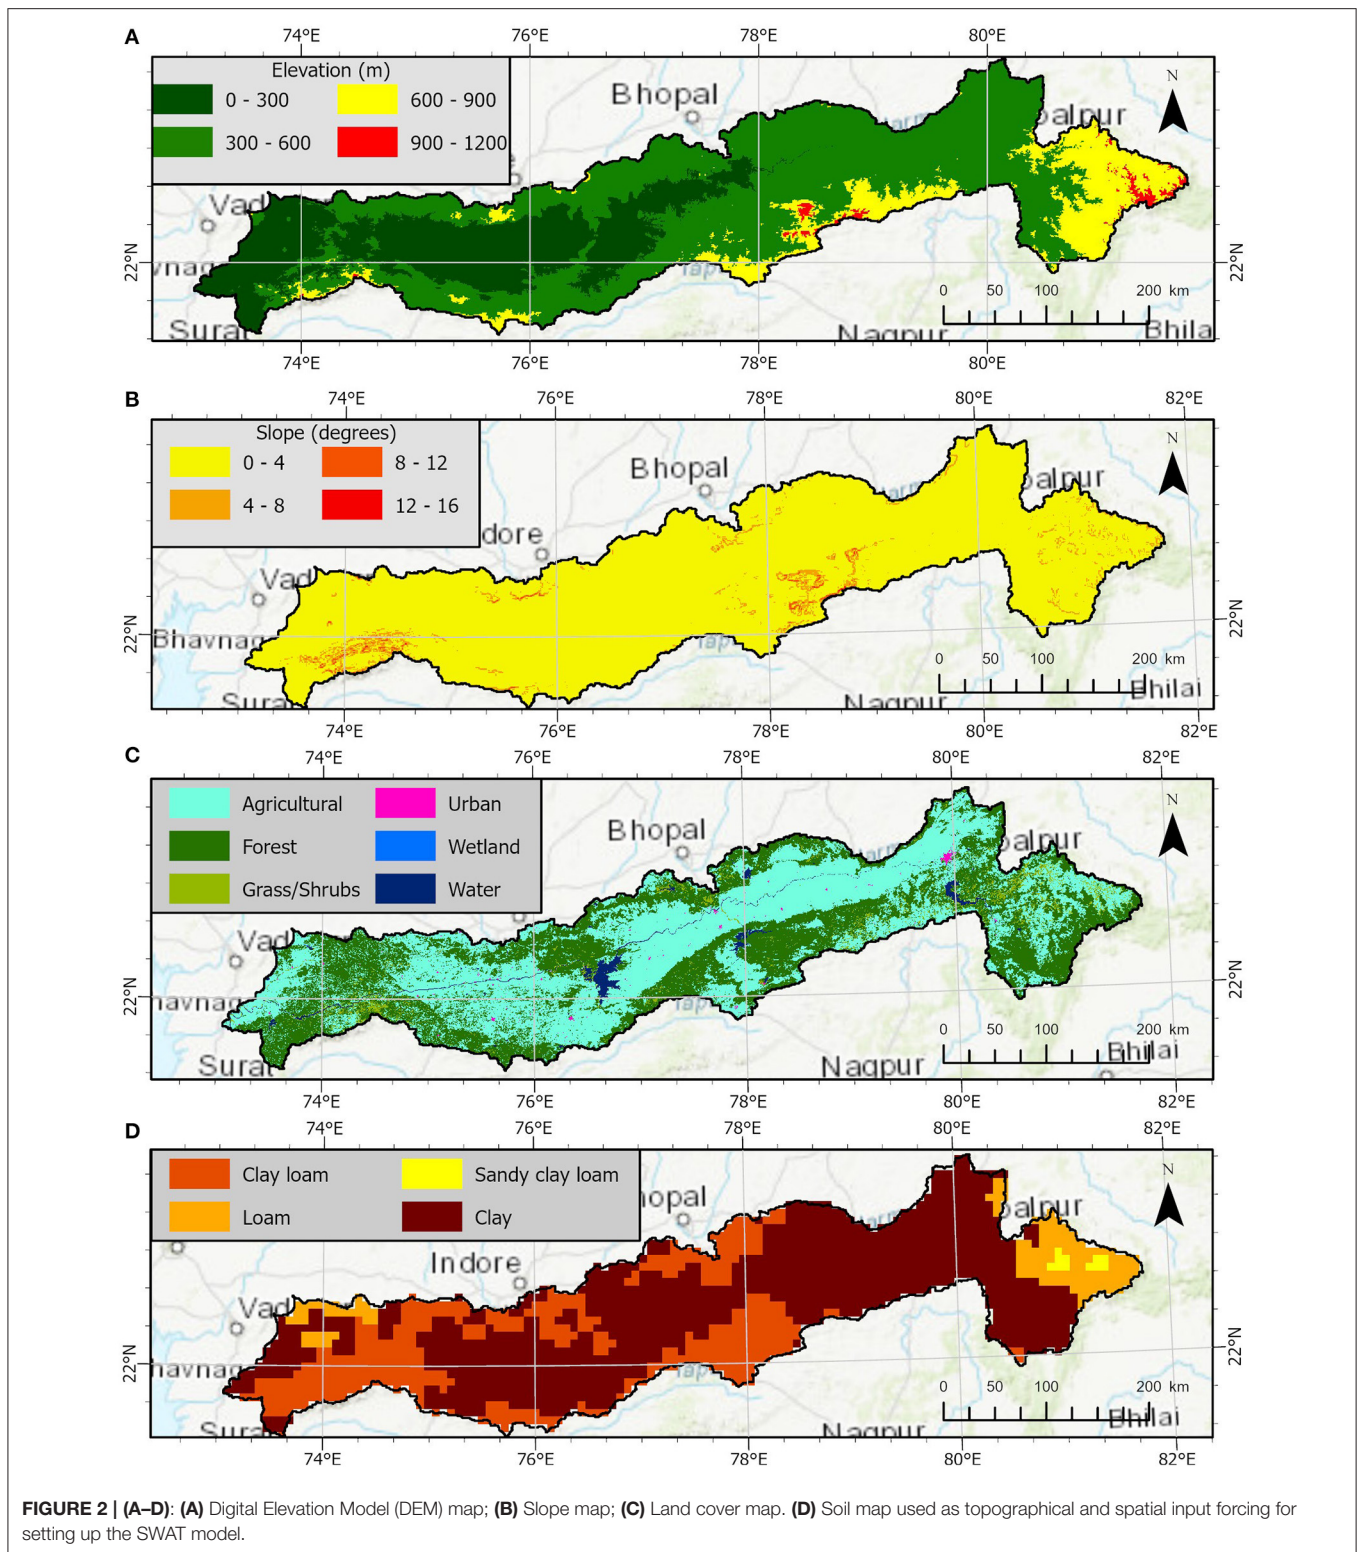 A
74°E 76°E 78°E 80°E
Elevation (m)
0 - 300 600 - 900
300 - 600 900 - 1200
Bhopal
N
22°N 22°N
0 50 100 200 km
Nagpur
Surat
Bhila
74°E 76°E 78°E 80°E
B
74°E 76°E 78°E 80°E 82°E
Slope (degrees)
0 - 4 8 - 12
4 - 8 12 - 16
Bhopal
N
dore
alpur
Vad
22°N 22°N
Bhavnag
0 50 100 200 km
Bhilai
Surat
Nagpur
74°E 76°E 78°E 80°E 82°E
C
74°E 76°E 78°E 80°E 82°E
Agricultural Urban
Forest Wetland
Grass/Shrubs Water
Bhopal
N
alpur
Vad
22°N 22°N
0 50 100 200 km
Surat
Nagpur
Bhilai
74°E 76°E 78°E 80°E 82°E
D
74°E 76°E 78°E 80°E 82°E
Clay loam Sandy clay loam
Loam Clay
N
hopal
Indore
Vad
22°N 22°N
0 50 100 200 km
Surat
Nagpur
Bhilai
74°E 76°E 78°E 80°E 82°E
FIGURE 2 | (A–D): (A) Digital Elevation Model (DEM) map; (B) Slope map; (C) Land cover map. (D) Soil map used as topographical and spatial input forcing for
setting up the SWAT model.